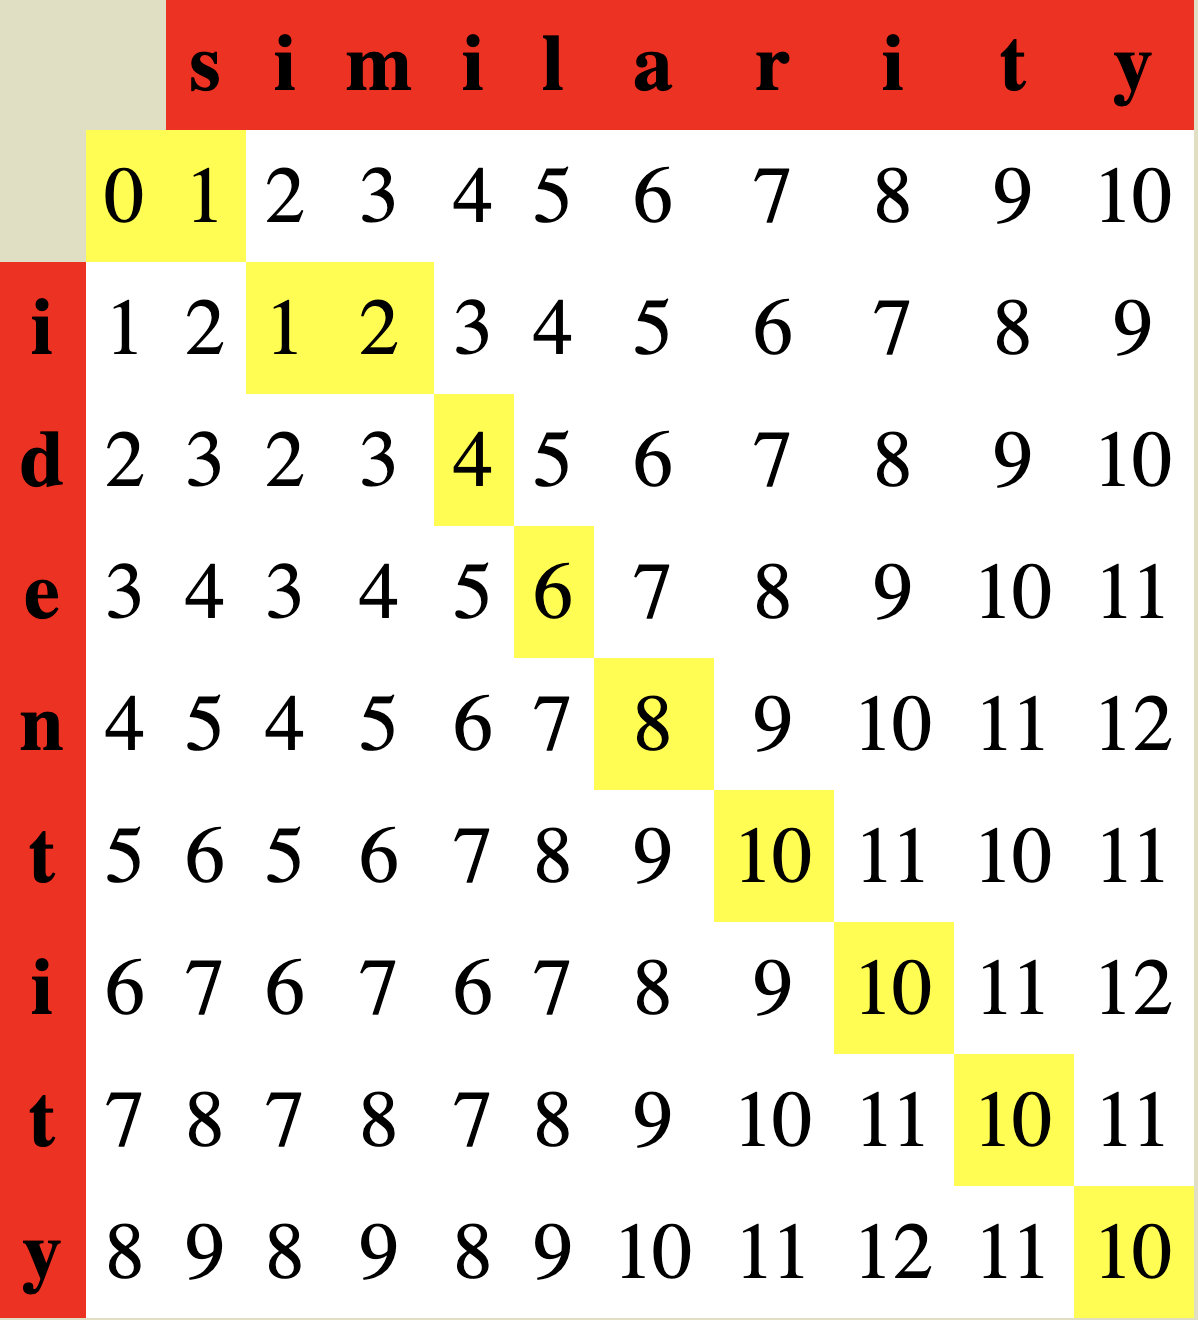 s i m i l a r i t y
0 1 2 3 4 5 6 7 8 9 10
i 1 2 1 2 3 4 5 6 7 8 9
d 2 3 2 3 4 5 6 7 8 9 10
e 3 4 3 4 5 6 7 8 9 10 11
n 4 5 4 5 6 7 8 9 10 11 12
t 5 6 5 6 7 8 9 10 11 10 11
i 6 7 6 7 6 7 8 9 10 11 12
t 7 8 7 8 7 8 9 10 11 10 11
y 8 9 8 9 8 9 10 11 12 11 10